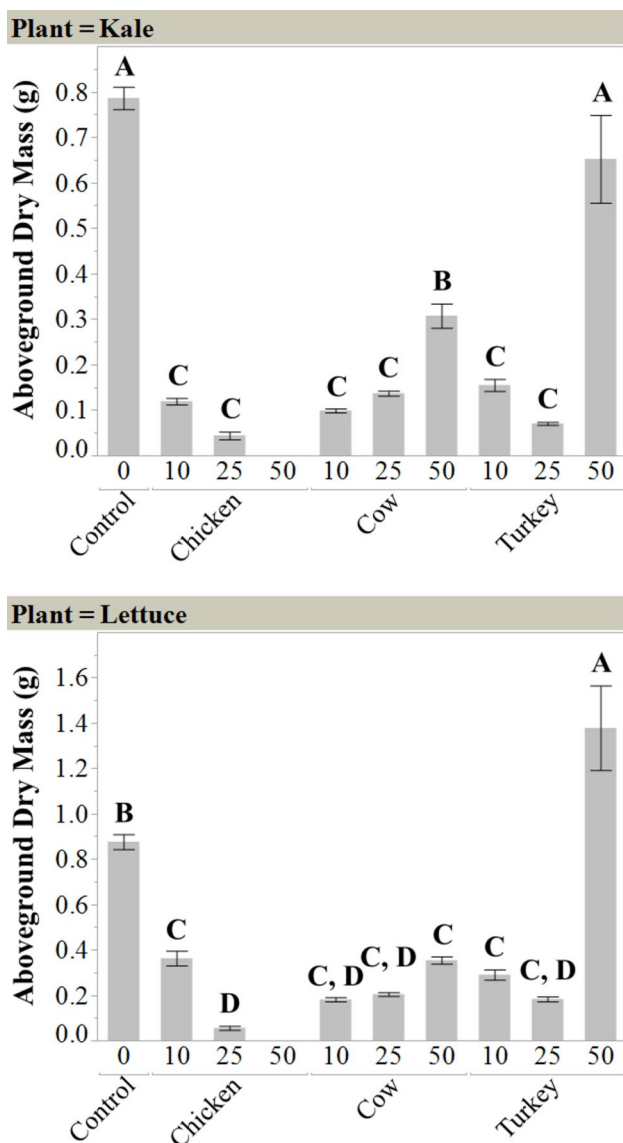 Plant = Kale
Aboveground Dry Mass (g)
0.8
0.7
0.6
0.5
0.4
0.3
0.2
0.1
0.0
A
C
C
C
C
B
C
C
A
0 10 25 50 10 25 50 10 25 50
Control Chicken Cow Turkey
Plant = Lettuce
Aboveground Dry Mass (g)
1.6
1.4
1.2
1.0
0.8
0.6
0.4
0.2
0.0
B
C
D
C, D
C, D
C
C
C, D
A
0 10 25 50 10 25 50 10 25 50
Control Chicken Cow Turkey